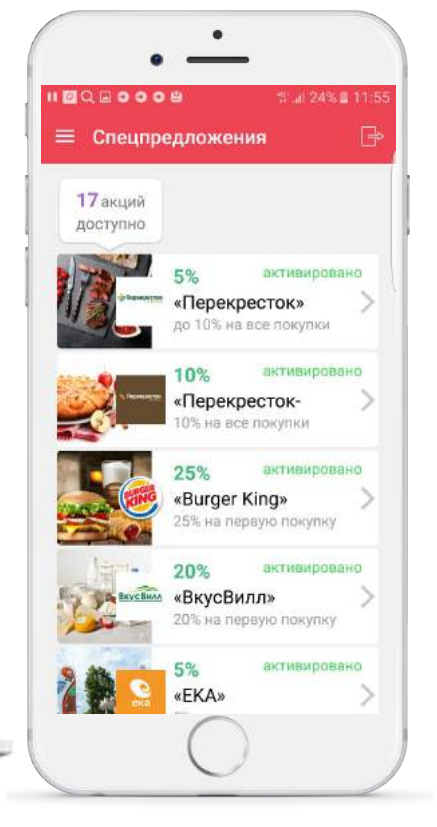 24% 11:55
Спецпредложения
17 акций
доступно
5% активировано
«Перекресток»
до 10% на все покупки
Перекресток
10% активировано
«Перекресток-
10% на все покупки
Перекресток
25% активировано
«Burger King»
25% на первую покупку
BURGER
KING
20% активировано
«ВкусВилл»
20% на первую покупку
ВкусВилл
5% активировано
«ЕКА»
ека